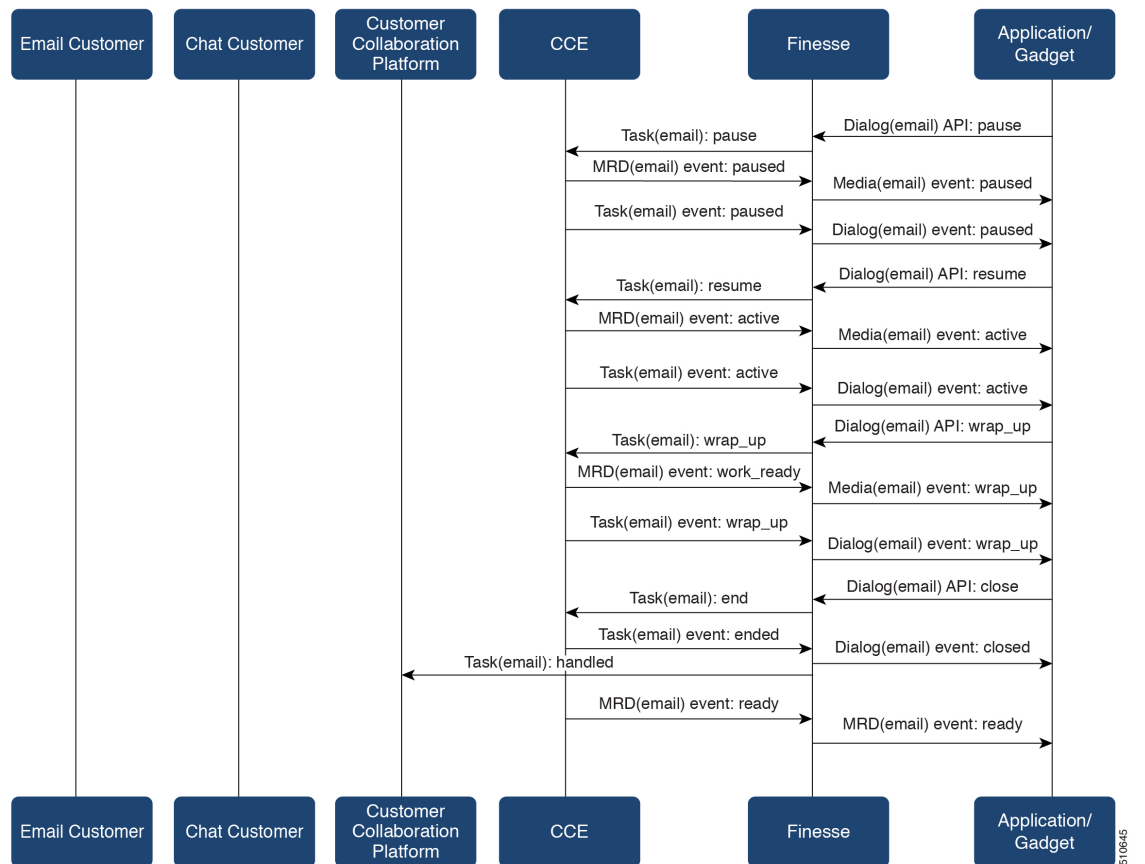 Email Customer
Chat Customer
Customer
Collaboration
Platform
CCE
Finesse
Application/
Gadget
Dialog(email) API: pause
Task(email): pause
MRD(email) event: paused
Media(email) event: paused
Task(email) event: paused
Dialog(email) event: paused
Dialog(email) API: resume
Task(email): resume
MRD(email) event: active
Media(email) event: active
Task(email) event: active
Dialog(email) event: active
Dialog(email) API: wrap_up
Task(email): wrap_up
MRD(email) event: work_ready
Media(email) event: wrap_up
Task(email) event: wrap_up
Dialog(email) event: wrap_up
Dialog(email) API: close
Task(email): end
Task(email) event: ended
Dialog(email) event: closed
Task(email): handled
MRD(email) event: ready
MRD(email) event: ready
Email Customer
Chat Customer
Customer
Collaboration
Platform
CCE
Finesse
Application/
Gadget
510645